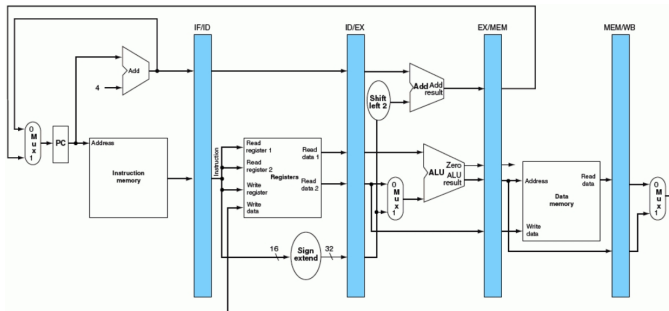 IF/ID
ID/EX
EX/MEM
MEM/WB
Add
4
0
M
u
x
1
PC
Address
Instruction
memory
Instruction
Read
register 1
Read
register 2
Write
register
Write
data
Registers
Read
data 1
Read
data 2
16
Sign
extend
32
Shift
left 2
Add Add
result
0
M
u
x
1
ALU
Zero
ALU
result
Address
Write
data
Read
data
Data
memory
0
M
u
x
1